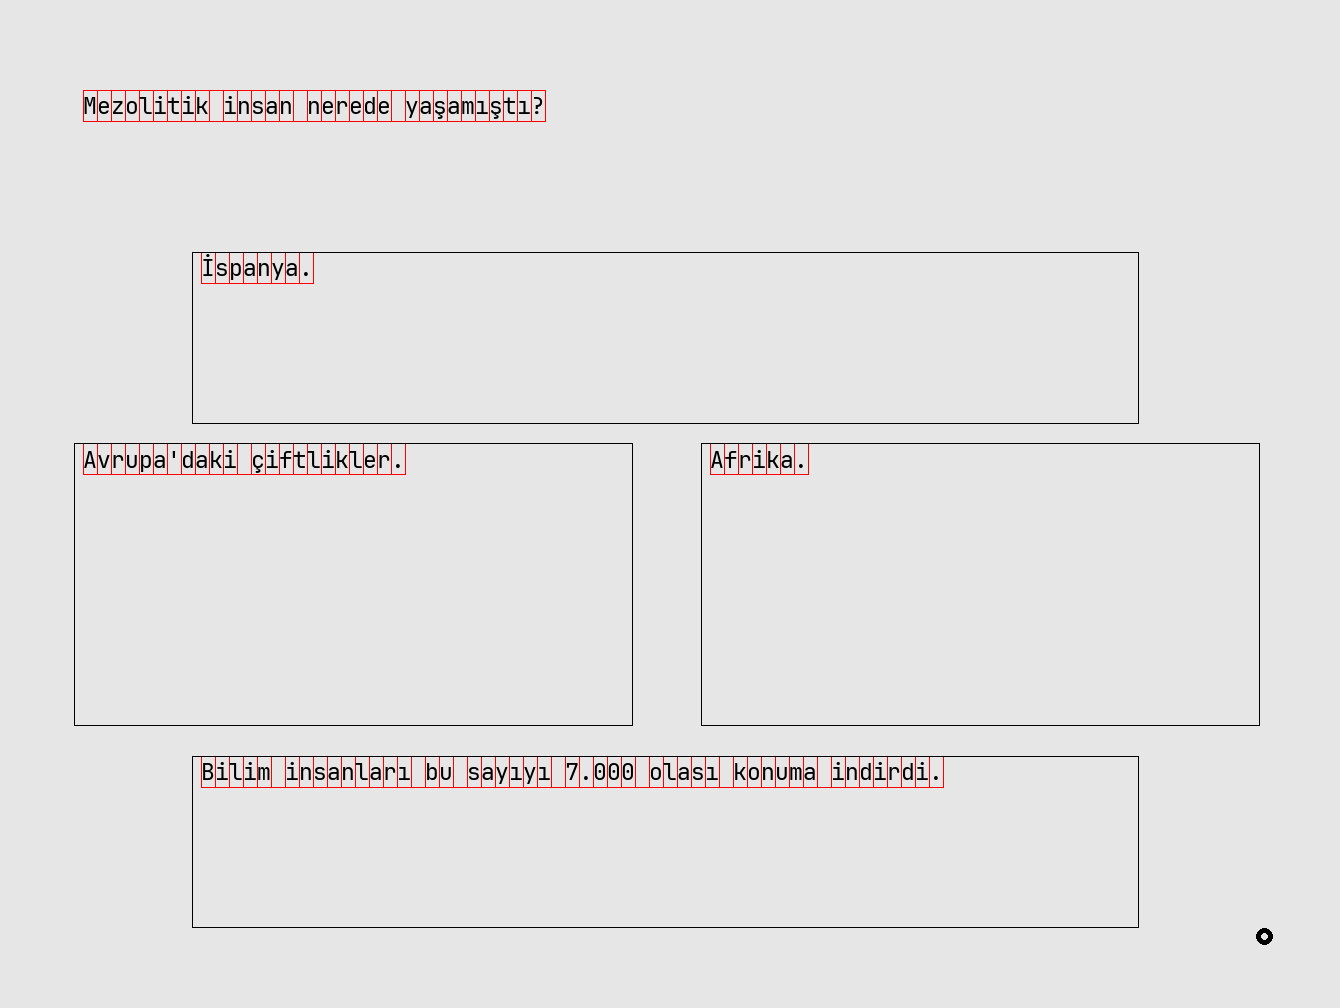 Mezolitik insan nerede yaşamıştı?
İspanya.
Avrupa'daki çiftlikler.
Afrika.
Bilim insanları bu sayıyı 7.000 olası konuma indirdi.